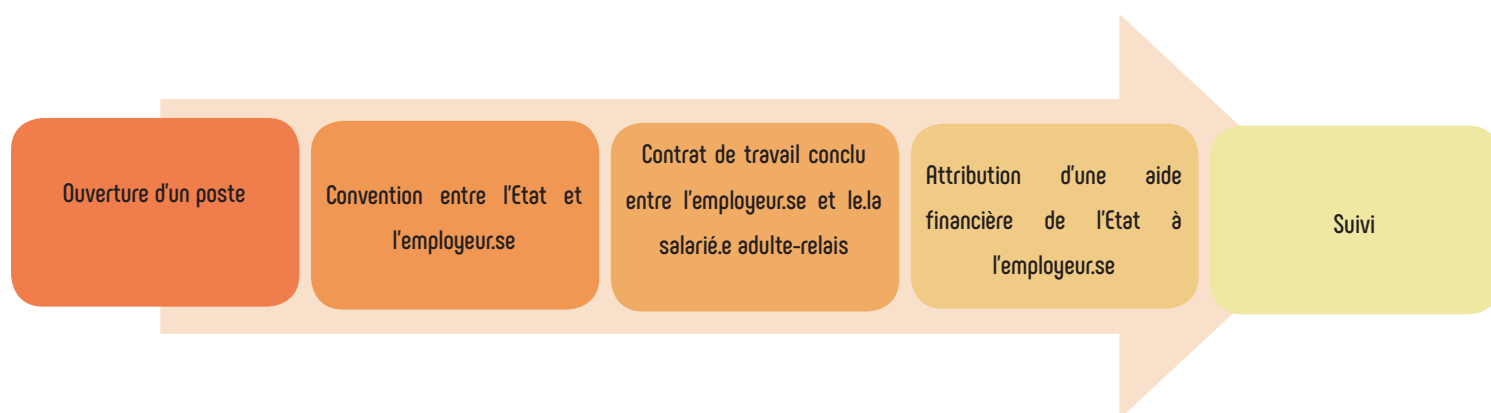 Ouverture d'un poste
Convention entre l'Etat et
l'employeur.se
Contrat de travail conclu
entre l'employeur.se et le.la
salarié.e adulte-relais
Attribution d'une aide
financière de l'Etat à
l'employeur.se
Suivi